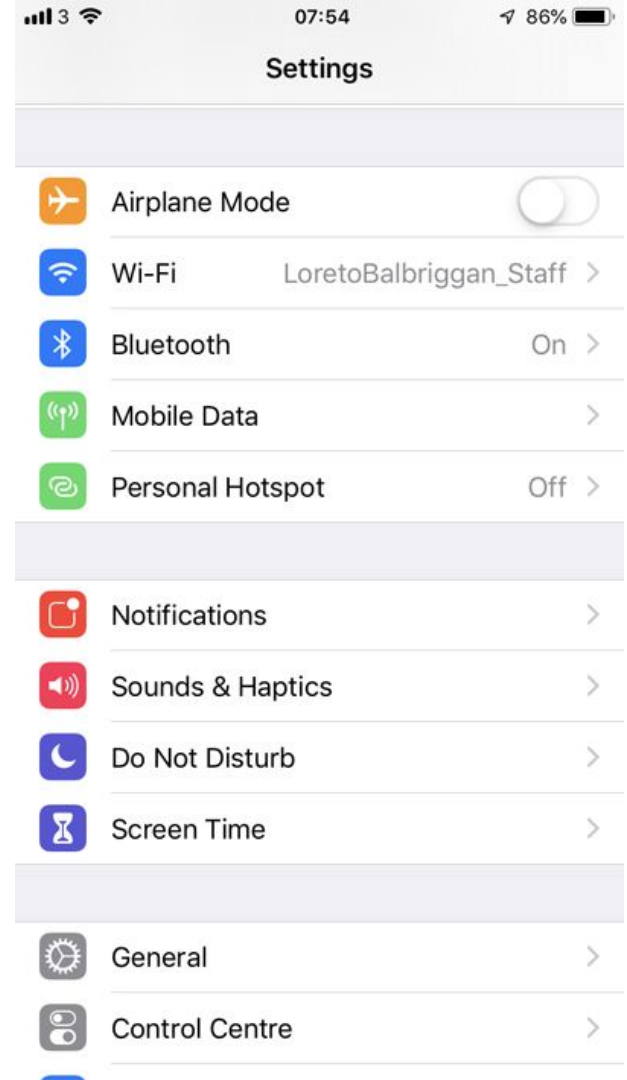 3 07:54 86%
Settings
Airplane Mode
Wi-Fi LoretoBalbriggan_Staff
Bluetooth On
Mobile Data
Personal Hotspot Off
Notifications
Sounds & Haptics
Do Not Disturb
Screen Time
General
Control Centre